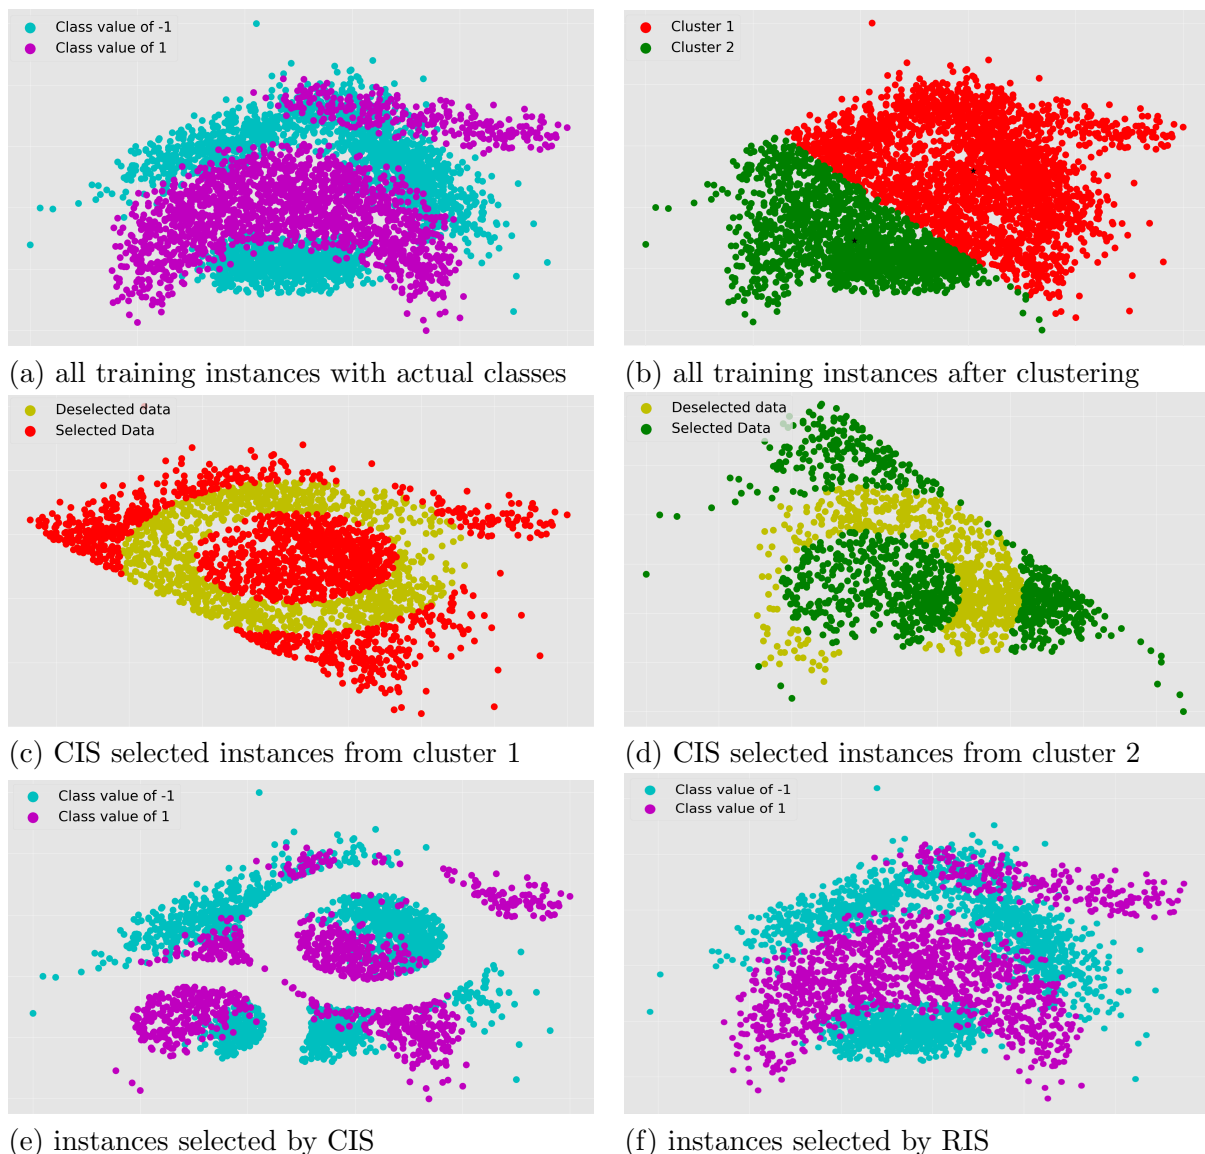 Class value of -1
Class value of 1
Cluster 1
Cluster 2
(a) all training instances with actual classes
(b) all training instances after clustering
Deselected data
Selected Data
Deselected data
Selected Data
(c) CIS selected instances from cluster 1
(d) CIS selected instances from cluster 2
Class value of -1
Class value of 1
Class value of -1
Class value of 1
(e) instances selected by CIS
(f) instances selected by RIS